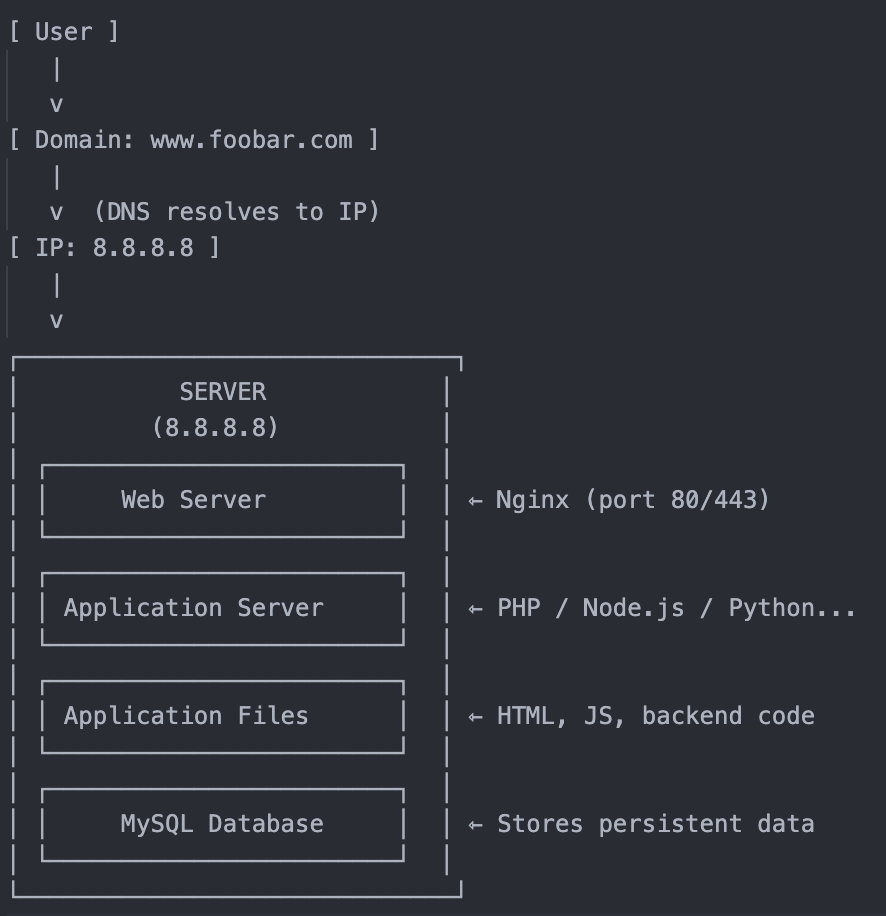 [ User ]
|
v
[ Domain: www.foobar.com ]
|
v (DNS resolves to IP)
[ IP: 8.8.8.8 ]
|
v
SERVER
(8.8.8.8)
Web Server ← Nginx (port 80/443)
Application Server ← PHP / Node.js / Python...
Application Files ← HTML, JS, backend code
MySQL Database ← Stores persistent data